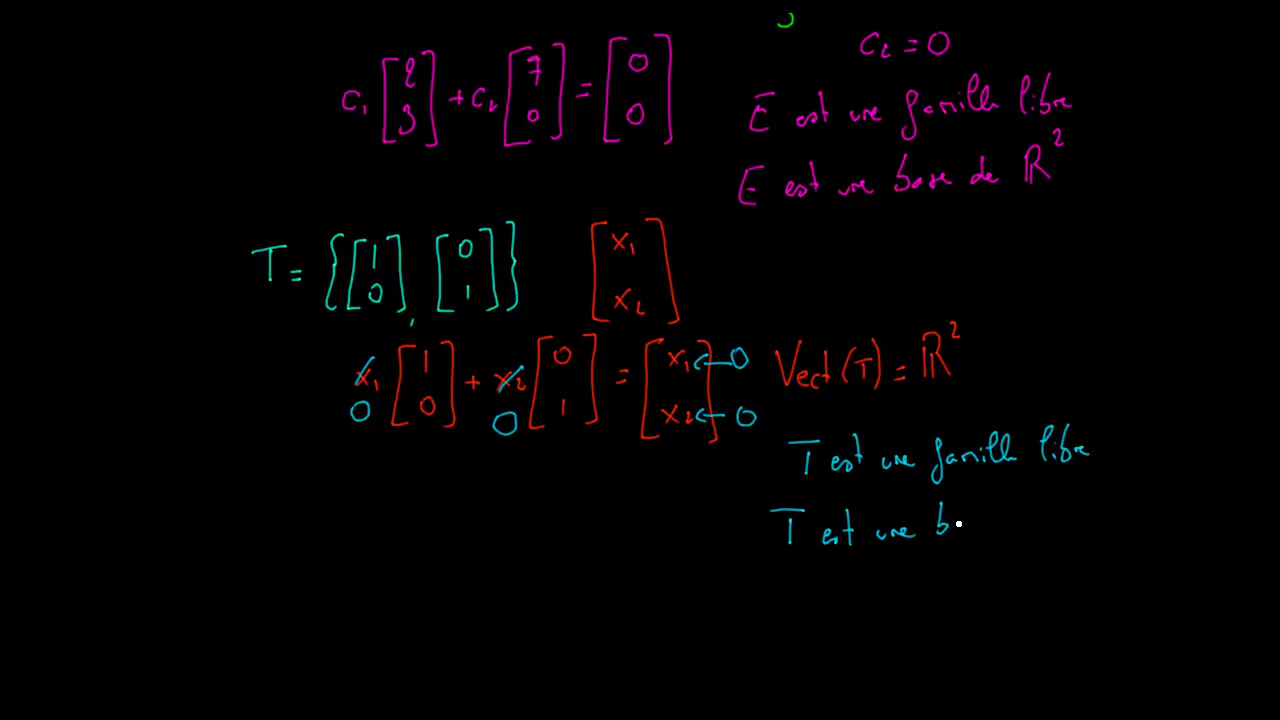 c₂ = 0
c₁ [2 3] + c₂ [7 0] = [0 0]
E est une famille libre
E est une base de ℝ²
T = {[1 0], [0 1]} [x₁ x₂]
x₁ [1 0] + x₂ [0 1] = [x₁ x₂] ← 0 ← 0
0 0
Vect(T) = ℝ²
T est une famille libre
T est une b